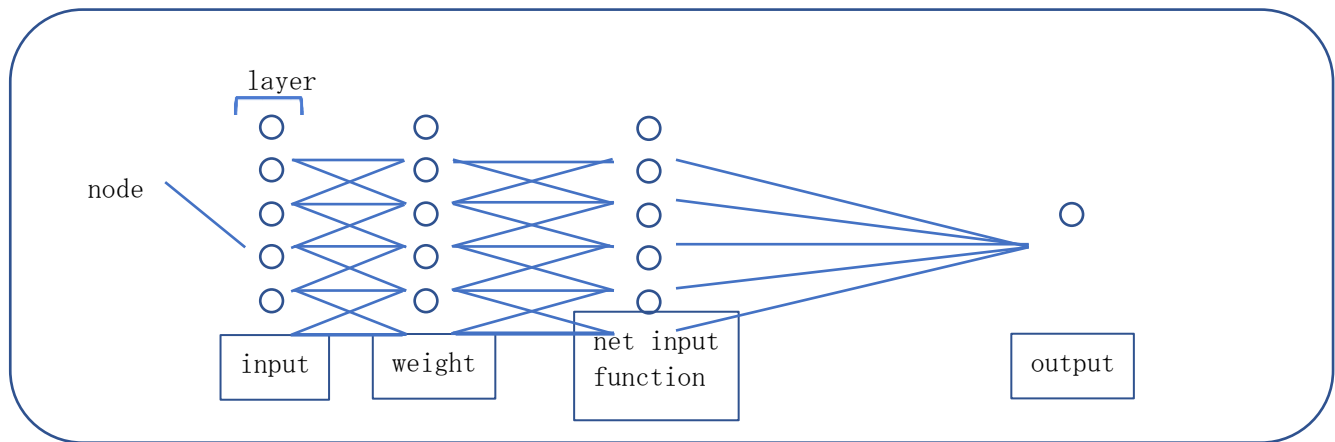 layer
node
input
weight
net input
function
output